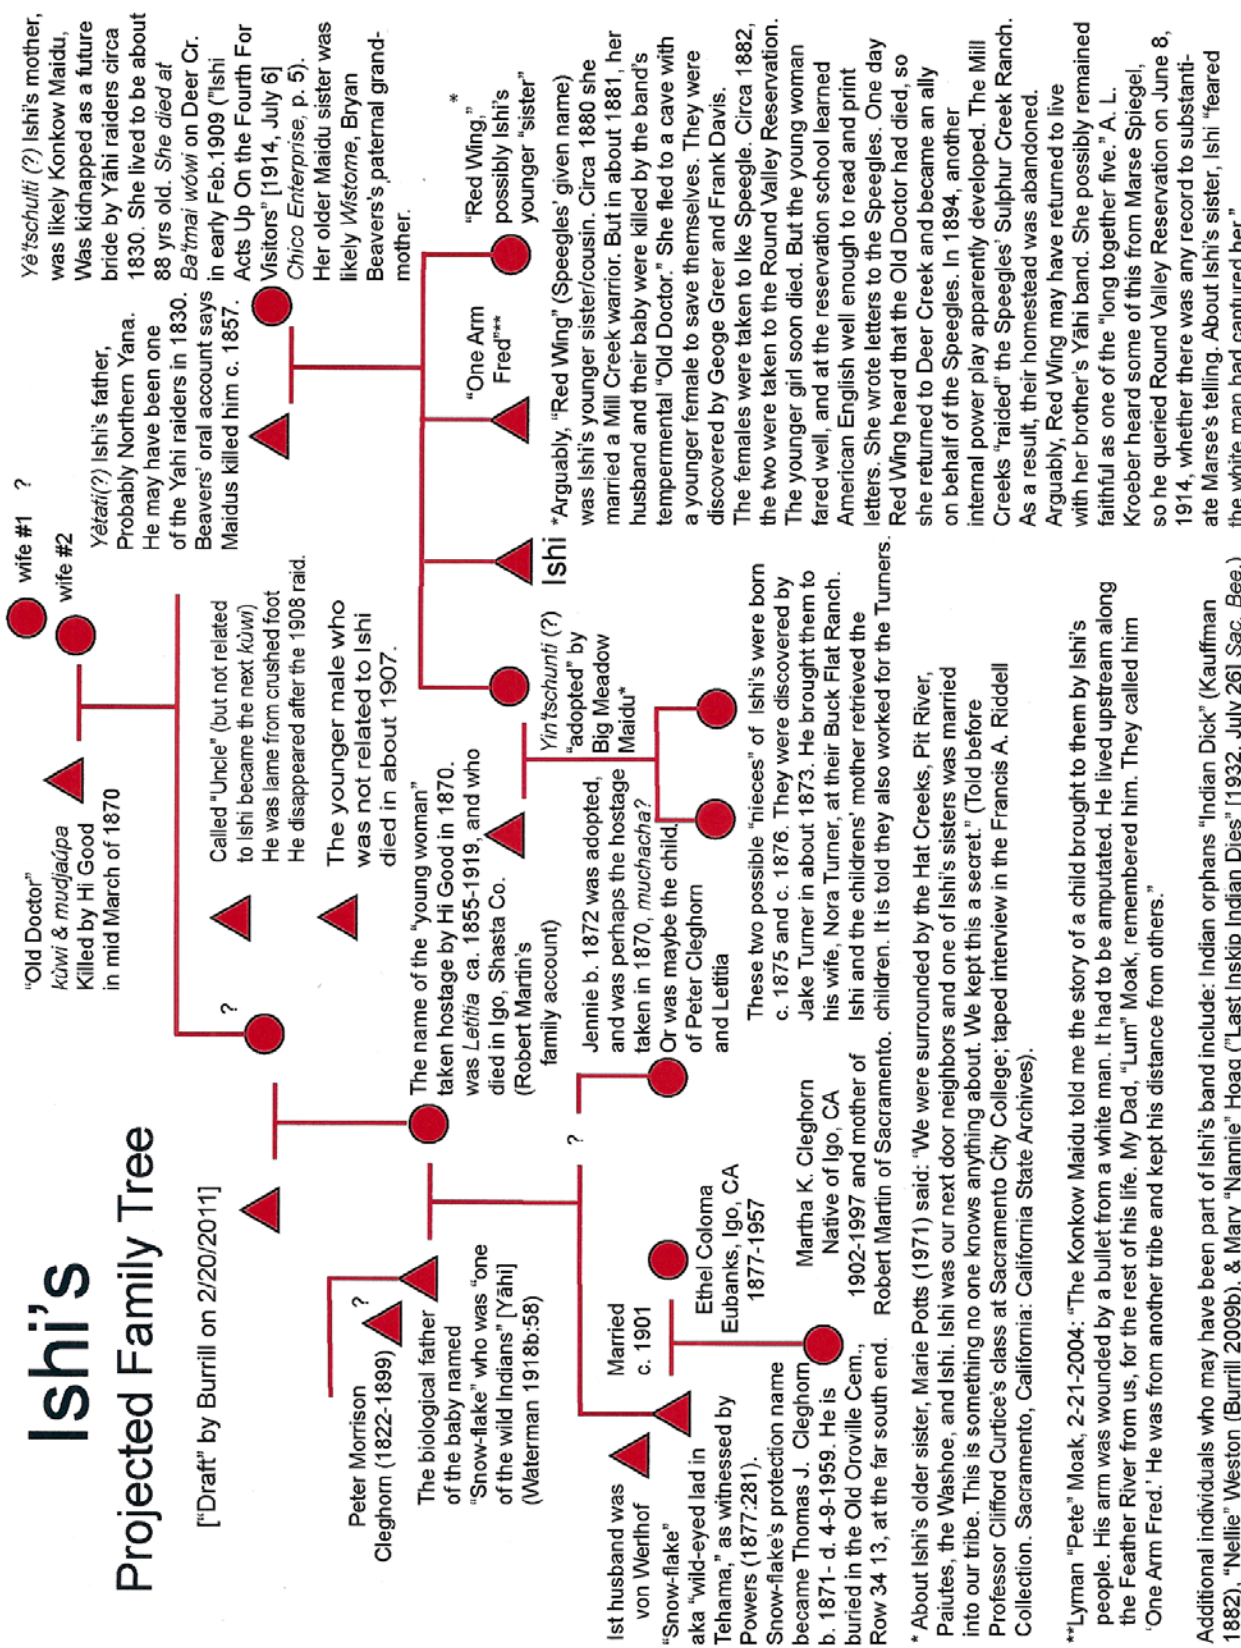 Ishi's
Projected Family Tree
["Draft" by Burrill on 2/20/2011]
"Old Doctor"
kùwi & mudjaúpa
Killed by Hi Good
in mid March of 1870
wife #1 ?
wife #2
Yètati(?) Ishi's father,
Probably Northern Yana.
He may have been one
of the Yahi raiders in 1830.
Beavers' oral account says
Maidus killed him c. 1857.
Yè'tschulti (?) Ishi's mother,
was likely Konkow Maidu,
Was kidnapped as a future
bride by Yāhi raiders circa
1830. She lived to be about
88 yrs old. She died at
Ba'tmai wówi on Deer Cr.
in early Feb.1909 ("Ishi
Acts Up On the Fourth For
Visitors" [1914, July 6]
Chico Enterprise, p. 5).
Her older Maidu sister was
likely Wistome, Bryan
Beavers's paternal grand-
mother.
?
Called "Uncle" (but not related
to Ishi became the next kùwi)
He was lame from crushed foot
He disappeared after the 1908 raid.
The younger male who
was not related to Ishi
died in about 1907.
Peter Morrison
Cleghorn (1822-1899)
?
The biological father
of the baby named
"Snow-flake" who was "one
of the wild Indians" [Yāhi]
(Waterman 1918b:58)
The name of the "young woman"
taken hostage by Hi Good in 1870.
was Letitia ca. 1855-1919, and who
died in Igo, Shasta Co.
(Robert Martin's
family account)
Yin'tschunti (?)
"adopted" by
Big Meadow
Maidu*
Ishi
"One Arm
Fred"**
"Red Wing,"*
possibly Ishi's
younger "sister"
?
Jennie b. 1872 was adopted,
and was perhaps the hostage
taken in 1870, muchacha?
Or was maybe the child
of Peter Cleghorn
and Letitia
Ist husband was
von Werlhof
Married
c. 1901
"Snow-flake"
aka "wild-eyed lad in
Tehama," as witnessed by
Powers (1877:281).
Snow-flake's protection name
became Thomas J. Cleghorn
b. 1871- d. 4-9-1959. He is
buried in the Old Oroville Cem.,
Row 34 13, at the far south end.
Ethel Coloma
Eubanks, Igo, CA
1877-1957
Martha K. Cleghorn
Native of Igo, CA
1902-1997 and mother of
Robert Martin of Sacramento.
These two possible "nieces" of Ishi's were born
c. 1875 and c. 1876. They were discovered by
Jake Turner in about 1873. He brought them to
his wife, Nora Turner, at their Buck Flat Ranch.
Ishi and the childrens' mother retrieved the
children. It is told they also worked for the Turners.
*Arguably, "Red Wing" (Speegles' given name)
was Ishi's younger sister/cousin. Circa 1880 she
married a Mill Creek warrior. But in about 1881, her
husband and their baby were killed by the band's
tempermental "Old Doctor." She fled to a cave with
a younger female to save themselves. They were
discovered by Geoge Greer and Frank Davis.
The females were taken to Ike Speegle. Circa 1882,
the two were taken to the Round Valley Reservation.
The younger girl soon died. But the young woman
fared well, and at the reservation school learned
American English well enough to read and print
letters. She wrote letters to the Speegles. One day
Red Wing heard that the Old Doctor had died, so
she returned to Deer Creek and became an ally
on behalf of the Speegles. In 1894, another
internal power play apparently developed. The Mill
Creeks "raided" the Speegles' Sulphur Creek Ranch.
As a result, their homestead was abandoned.
Arguably, Red Wing may have returned to live
with her brother's Yāhi band. She possibly remained
faithful as one of the "long together five." A. L.
Kroeber heard some of this from Marse Spiegel,
so he queried Round Valley Reservation on June 8,
1914, whether there was any record to substanti-
ate Marse's telling. About Ishi's sister, Ishi "feared
the white man had captured her."
* About Ishi's older sister, Marie Potts (1971) said: "We were surrounded by the Hat Creeks, Pit River,
Paiutes, the Washoe, and Ishi. Ishi was our next door neighbors and one of Ishi's sisters was married
into our tribe. This is something no one knows anything about. We kept this a secret." (Told before
Professor Clifford Curtice's class at Sacramento City College; taped interview in the Francis A. Riddell
Collection. Sacramento, California: California State Archives).
**Lyman "Pete" Moak, 2-21-2004: "The Konkow Maidu told me the story of a child brought to them by Ishi's
people. His arm was wounded by a bullet from a white man. It had to be amputated. He lived upstream along
the Feather River from us, for the rest of his life. My Dad, "Lum" Moak, remembered him. They called him
'One Arm Fred.' He was from another tribe and kept his distance from others."
Additional individuals who may have been part of Ishi's band include: Indian orphans "Indian Dick" (Kauffman
1882), "Nellie" Weston (Burrill 2009b), & Mary "Nannie" Hoag ("Last Inskip Indian Dies" [1932, July 26] Sac. Bee.)